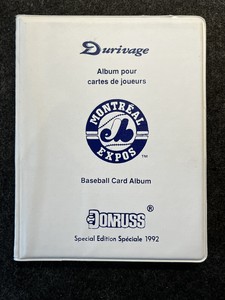 Durivage
Album pour
cartes de joueurs
MONTRÉAL
EXPOS
TM
Baseball Card Album
DONRUSS®
Special Edition Spéciale 1992